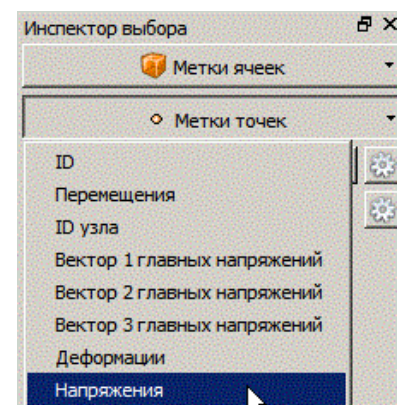 Инспектор выбора
Метки ячеек
Метки точек
ID
Перемещения
ID узла
Вектор 1 главных напряжений
Вектор 2 главных напряжений
Вектор 3 главных напряжений
Деформации
Напряжения